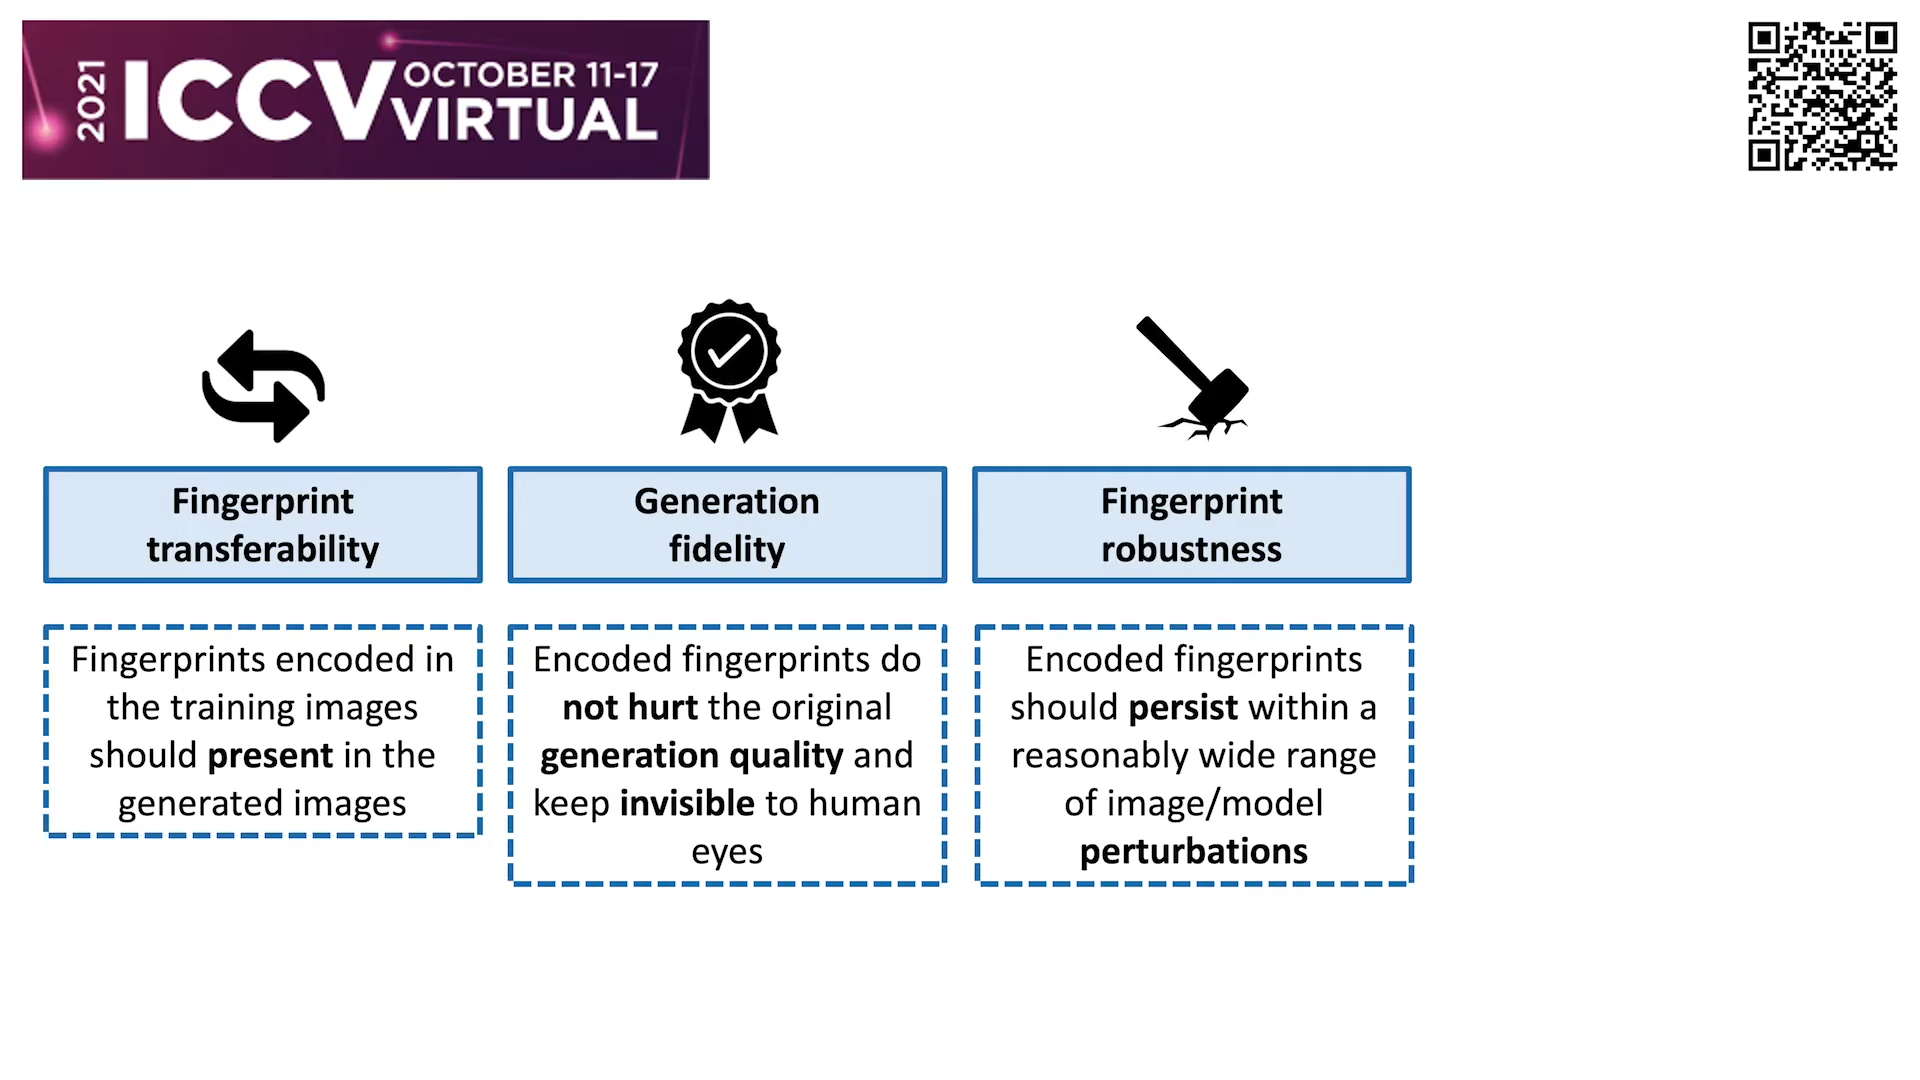 2021
ICCV
OCTOBER 11-17
VIRTUAL
Fingerprint
transferability
Fingerprints encoded in
the training images
should present in the
generated images
Generation
fidelity
Encoded fingerprints do
not hurt the original
generation quality and
keep invisible to human
eyes
Fingerprint
robustness
Encoded fingerprints
should persist within a
reasonably wide range
of image/model
perturbations